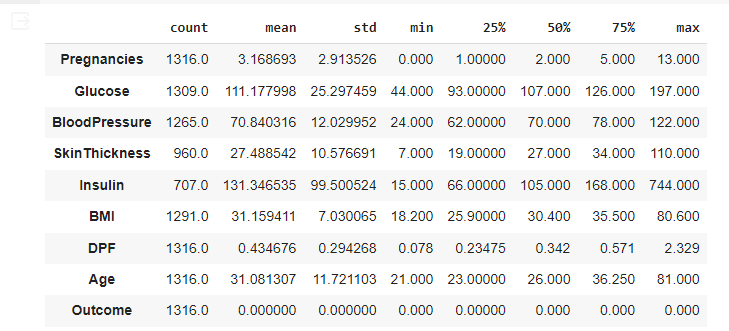 count mean std min 25% 50% 75% max
Pregnancies 1316.0 3.168693 2.913526 0.000 1.00000 2.000 5.000 13.000
Glucose 1309.0 111.177998 25.297459 44.000 93.00000 107.000 126.000 197.000
BloodPressure 1265.0 70.840316 12.029952 24.000 62.00000 70.000 78.000 122.000
SkinThickness 960.0 27.488542 10.576691 7.000 19.00000 27.000 34.000 110.000
Insulin 707.0 131.346535 99.500524 15.000 66.00000 105.000 168.000 744.000
BMI 1291.0 31.159411 7.030065 18.200 25.90000 30.400 35.500 80.600
DPF 1316.0 0.434676 0.294268 0.078 0.23475 0.342 0.571 2.329
Age 1316.0 31.081307 11.721103 21.000 23.00000 26.000 36.250 81.000
Outcome 1316.0 0.000000 0.000000 0.000 0.00000 0.000 0.000 0.000